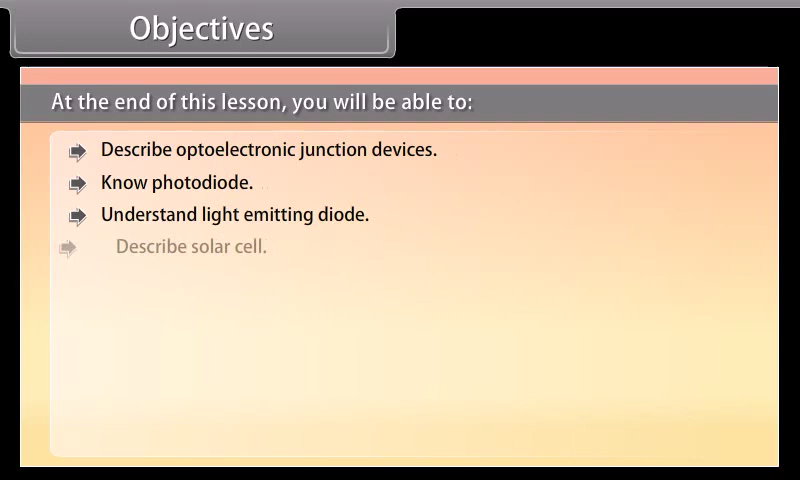 Objectives
At the end of this lesson, you will be able to:
Describe optoelectronic junction devices.
Know photodiode.
Understand light emitting diode.
Describe solar cell.